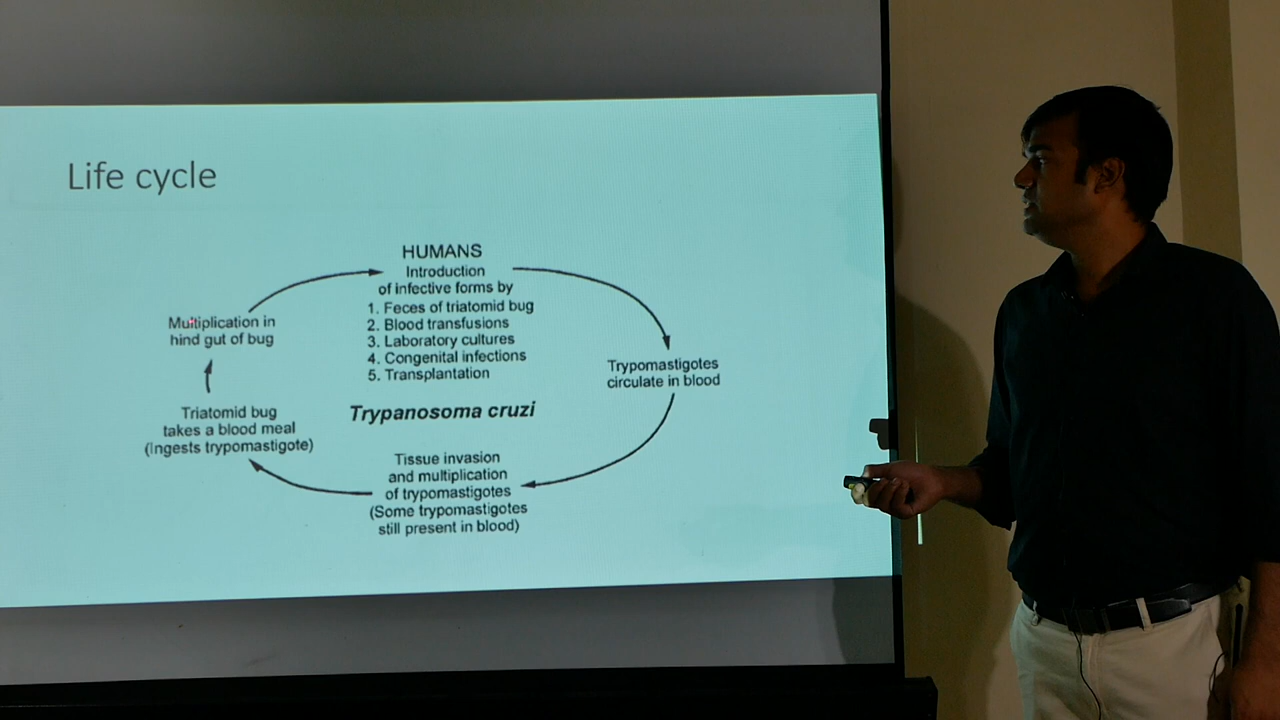 Life cycle
HUMANS
Introduction
of infective forms by
1. Feces of triatomid bug
2. Blood transfusions
3. Laboratory cultures
4. Congenital infections
5. Transplantation
Trypomastigotes
circulate in blood
Tissue invasion
and multiplication
of trypomastigotes
(Some trypomastigotes
still present in blood)
Triatomid bug
takes a blood meal
(Ingests trypomastigote)
Multiplication in
hind gut of bug
Trypanosoma cruzi